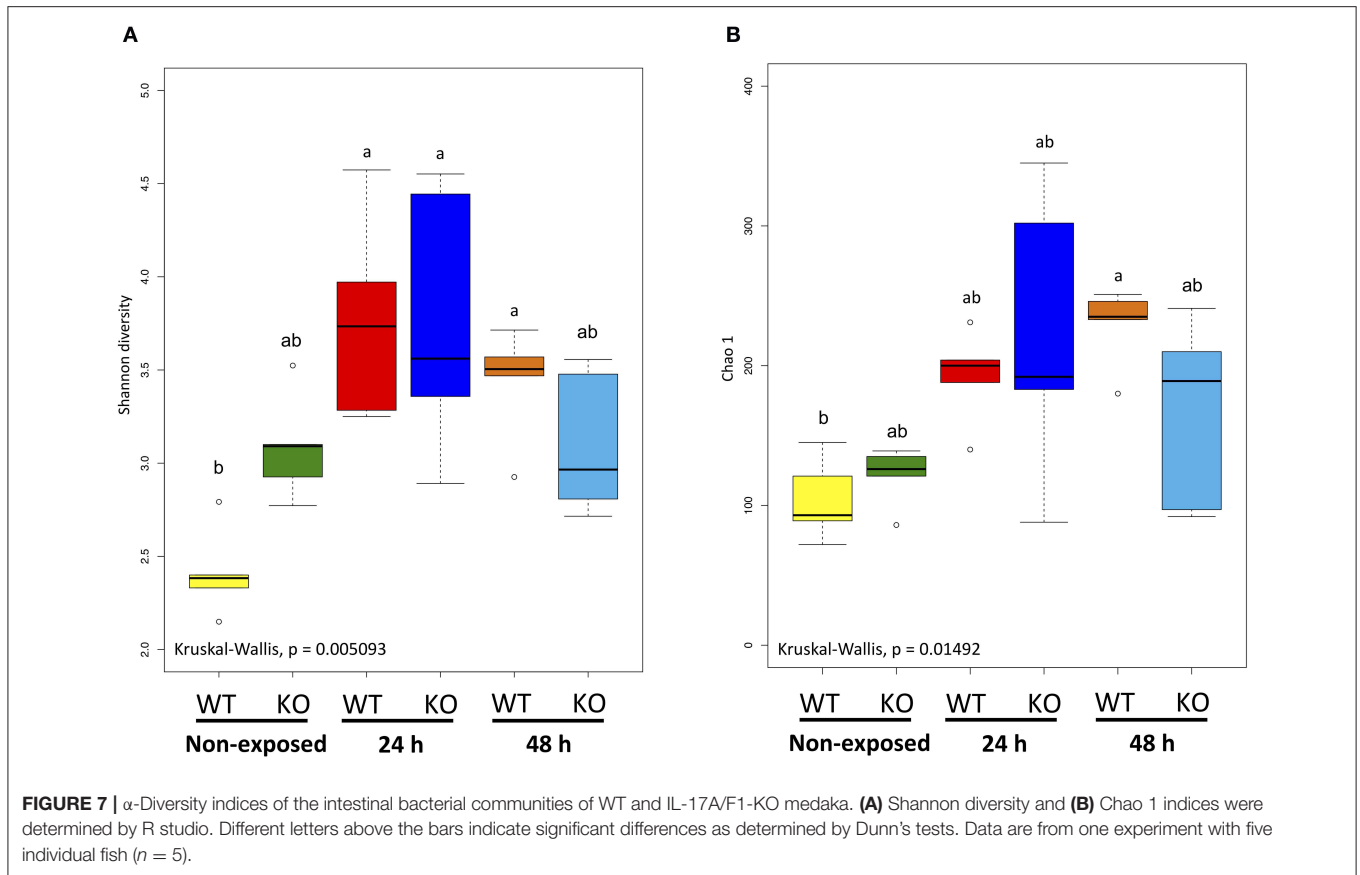 A
B
5.0
4.5
4.0
3.5
3.0
2.5
2.0
Shannon diversity
b
ab
a
a
a
ab
Kruskal-Wallis, p = 0.005093
WT KO WT KO WT KO
Non-exposed 24 h 48 h
400
300
200
100
0
Chao 1
b
ab
ab
ab
a
ab
Kruskal-Wallis, p = 0.01492
WT KO WT KO WT KO
Non-exposed 24 h 48 h
FIGURE 7 | α-Diversity indices of the intestinal bacterial communities of WT and IL-17A/F1-KO medaka. (A) Shannon diversity and (B) Chao 1 indices were
determined by R studio. Different letters above the bars indicate significant differences as determined by Dunn's tests. Data are from one experiment with five
individual fish (n = 5).